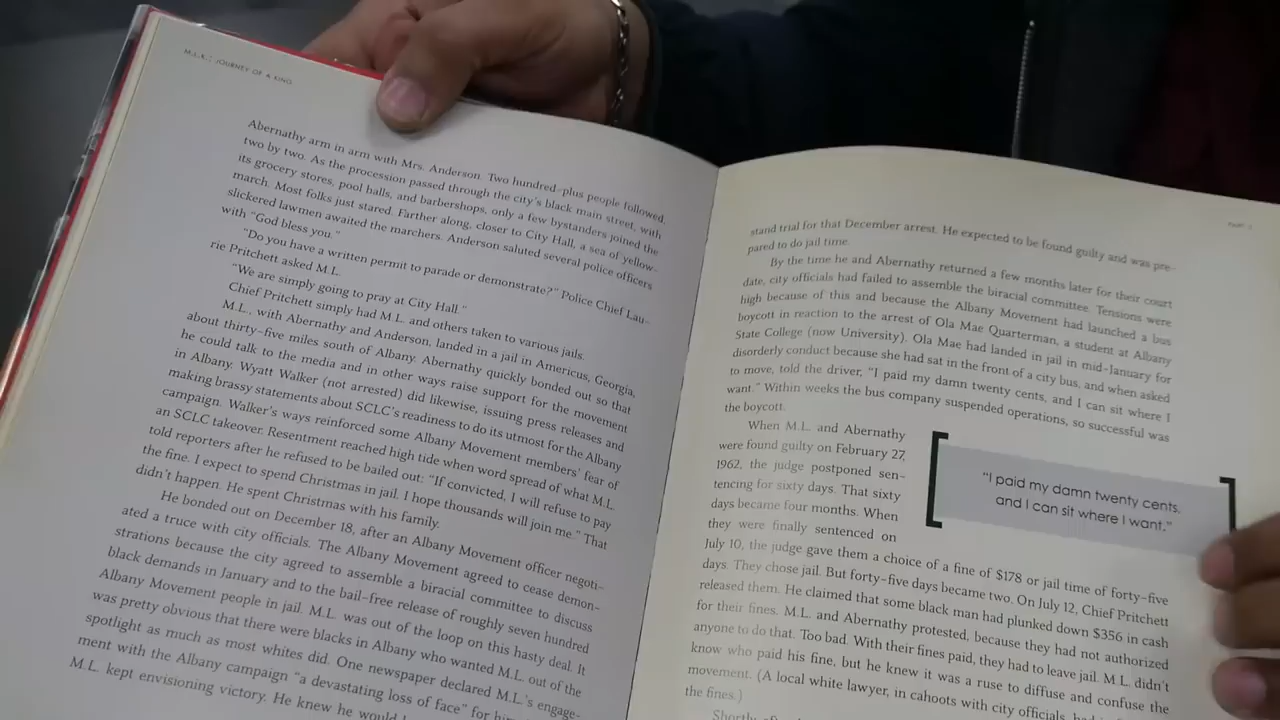 M.L.K.: JOURNEY OF A KING
Abernathy arm in arm with Mrs. Anderson. Two hundred-plus people followed,
two by two. As the procession passed through the city's black main street, with
its grocery stores, pool halls, and barbershops, only a few bystanders joined the
march. Most folks just stared. Farther along, closer to City Hall, a sea of yellow-
slickered lawmen awaited the marchers. Anderson saluted several police officers
with "God bless you."
"Do you have a written permit to parade or demonstrate?" Police Chief Lau-
rie Pritchett asked M.L.
"We are simply going to pray at City Hall."
Chief Pritchett simply had M.L. and others taken to various jails.
M.L., with Abernathy and Anderson, landed in a jail in Americus, Georgia,
about thirty-five miles south of Albany. Abernathy quickly bonded out so that
he could talk to the media and in other ways raise support for the movement
in Albany. Wyatt Walker (not arrested) did likewise, issuing press releases and
making brassy statements about SCLC's readiness to do its utmost for the Albany
campaign. Walker's ways reinforced some Albany Movement members' fear of
an SCLC takeover. Resentment reached high tide when word spread of what M.L.
told reporters after he refused to be bailed out: "If convicted, I will refuse to pay
the fine. I expect to spend Christmas in jail. I hope thousands will join me." That
didn't happen. He spent Christmas with his family.
He bonded out on December 18, after an Albany Movement officer negoti-
ated a truce with city officials. The Albany Movement agreed to cease demon-
strations because the city agreed to assemble a biracial committee to discuss
black demands in January and to the bail-free release of roughly seven hundred
Albany Movement people in jail. M.L. was out of the loop on this hasty deal. It
was pretty obvious that there were blacks in Albany who wanted M.L. out of the
spotlight as much as most whites did. One newspaper declared M.L.'s engage-
ment with the Albany campaign "a devastating loss of face" for
M.L. kept envisioning victory. He knew he would
stand trial for that December arrest. He expected to be found guilty and was pre-
pared to do jail time.
By the time he and Abernathy returned a few months later for their court
date, city officials had failed to assemble the biracial committee. Tensions were
high because of this and because the Albany Movement had launched a bus
boycott in reaction to the arrest of Ola Mae Quarterman, a student at Albany
State College (now University). Ola Mae had landed in jail in mid-January for
disorderly conduct because she had sat in the front of a city bus, and when asked
to move, told the driver, "I paid my damn twenty cents, and I can sit where I
want." Within weeks the bus company suspended operations, so successful was
the boycott.
When M.L. and Abernathy
were found guilty on February 27,
1962, the judge postponed sen-
tencing for sixty days. That sixty
days became four months. When
they were finally sentenced on
"I paid my damn twenty cents,
and I can sit where I want."
July 10, the judge gave them a choice of a fine of $178 or jail time of forty-five
days. They chose jail. But forty-five days became two. On July 12, Chief Pritchett
released them. He claimed that some black man had plunked down $356 in cash
for their fines. M.L. and Abernathy protested, because they had not authorized
anyone to do that. Too bad. With their fines paid, they had to leave jail. M.L. didn't
know who paid his fine, but he knew it was a ruse to diffuse and confuse the
movement. (A local white lawyer, in cahoots with city officials,
the fines.)
Shortly